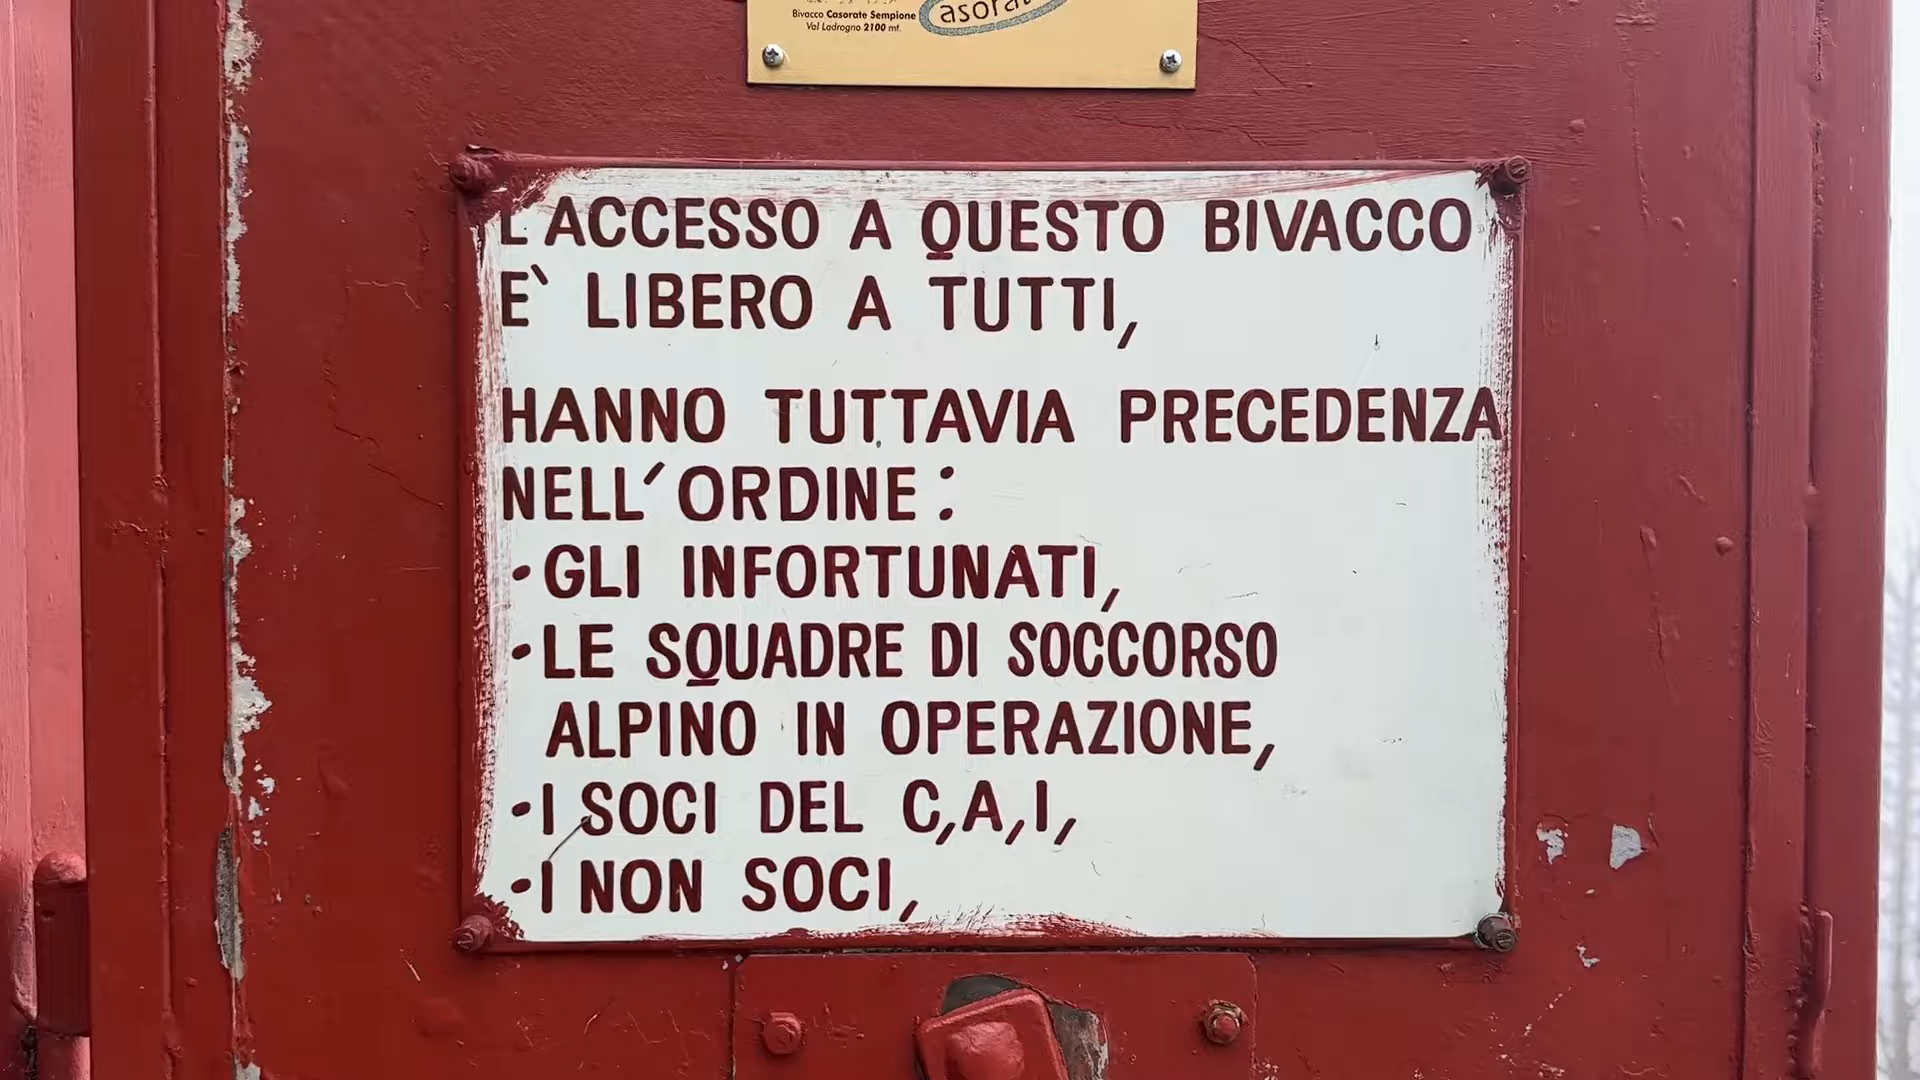 Bivacco Casorate Sempione
Val Ladrogno 2100 mt.
L'ACCESSO A QUESTO BIVACCO
E` LIBERO A TUTTI,
HANNO TUTTAVIA PRECEDENZA
NELL'ORDINE:
•GLI INFORTUNATI,
•LE SQUADRE DI SOCCORSO
ALPINO IN OPERAZIONE,
•I SOCI DEL C,A,I,
•I NON SOCI,